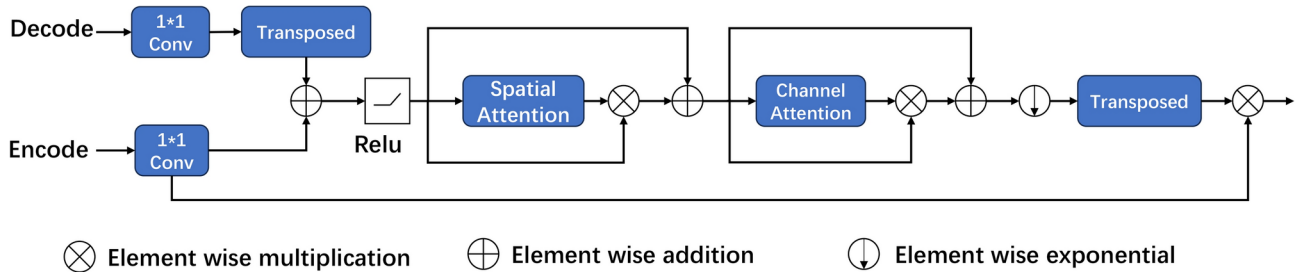 Decode
1*1
Conv
Transposed
Spatial
Attention
Channel
Attention
Transposed
Relu
Encode
1*1
Conv
Element wise multiplication
Element wise addition
Element wise exponential